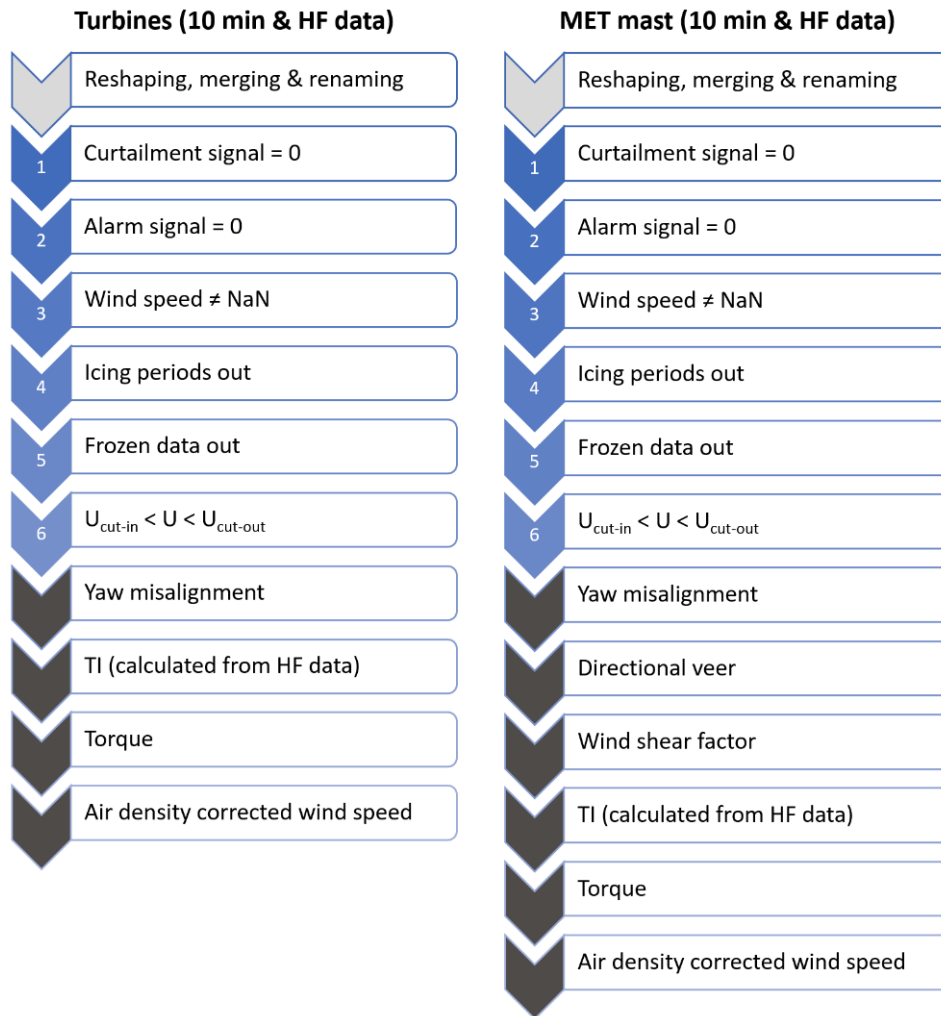 Turbines (10 min & HF data)
Reshaping, merging & renaming
1
Curtailment signal = 0
2
Alarm signal = 0
3
Wind speed ≠ NaN
4
Icing periods out
5
Frozen data out
6
Ucut-in < U < Ucut-out
Yaw misalignment
TI (calculated from HF data)
Torque
Air density corrected wind speed
MET mast (10 min & HF data)
Reshaping, merging & renaming
1
Curtailment signal = 0
2
Alarm signal = 0
3
Wind speed ≠ NaN
4
Icing periods out
5
Frozen data out
6
Ucut-in < U < Ucut-out
Yaw misalignment
Directional veer
Wind shear factor
TI (calculated from HF data)
Torque
Air density corrected wind speed